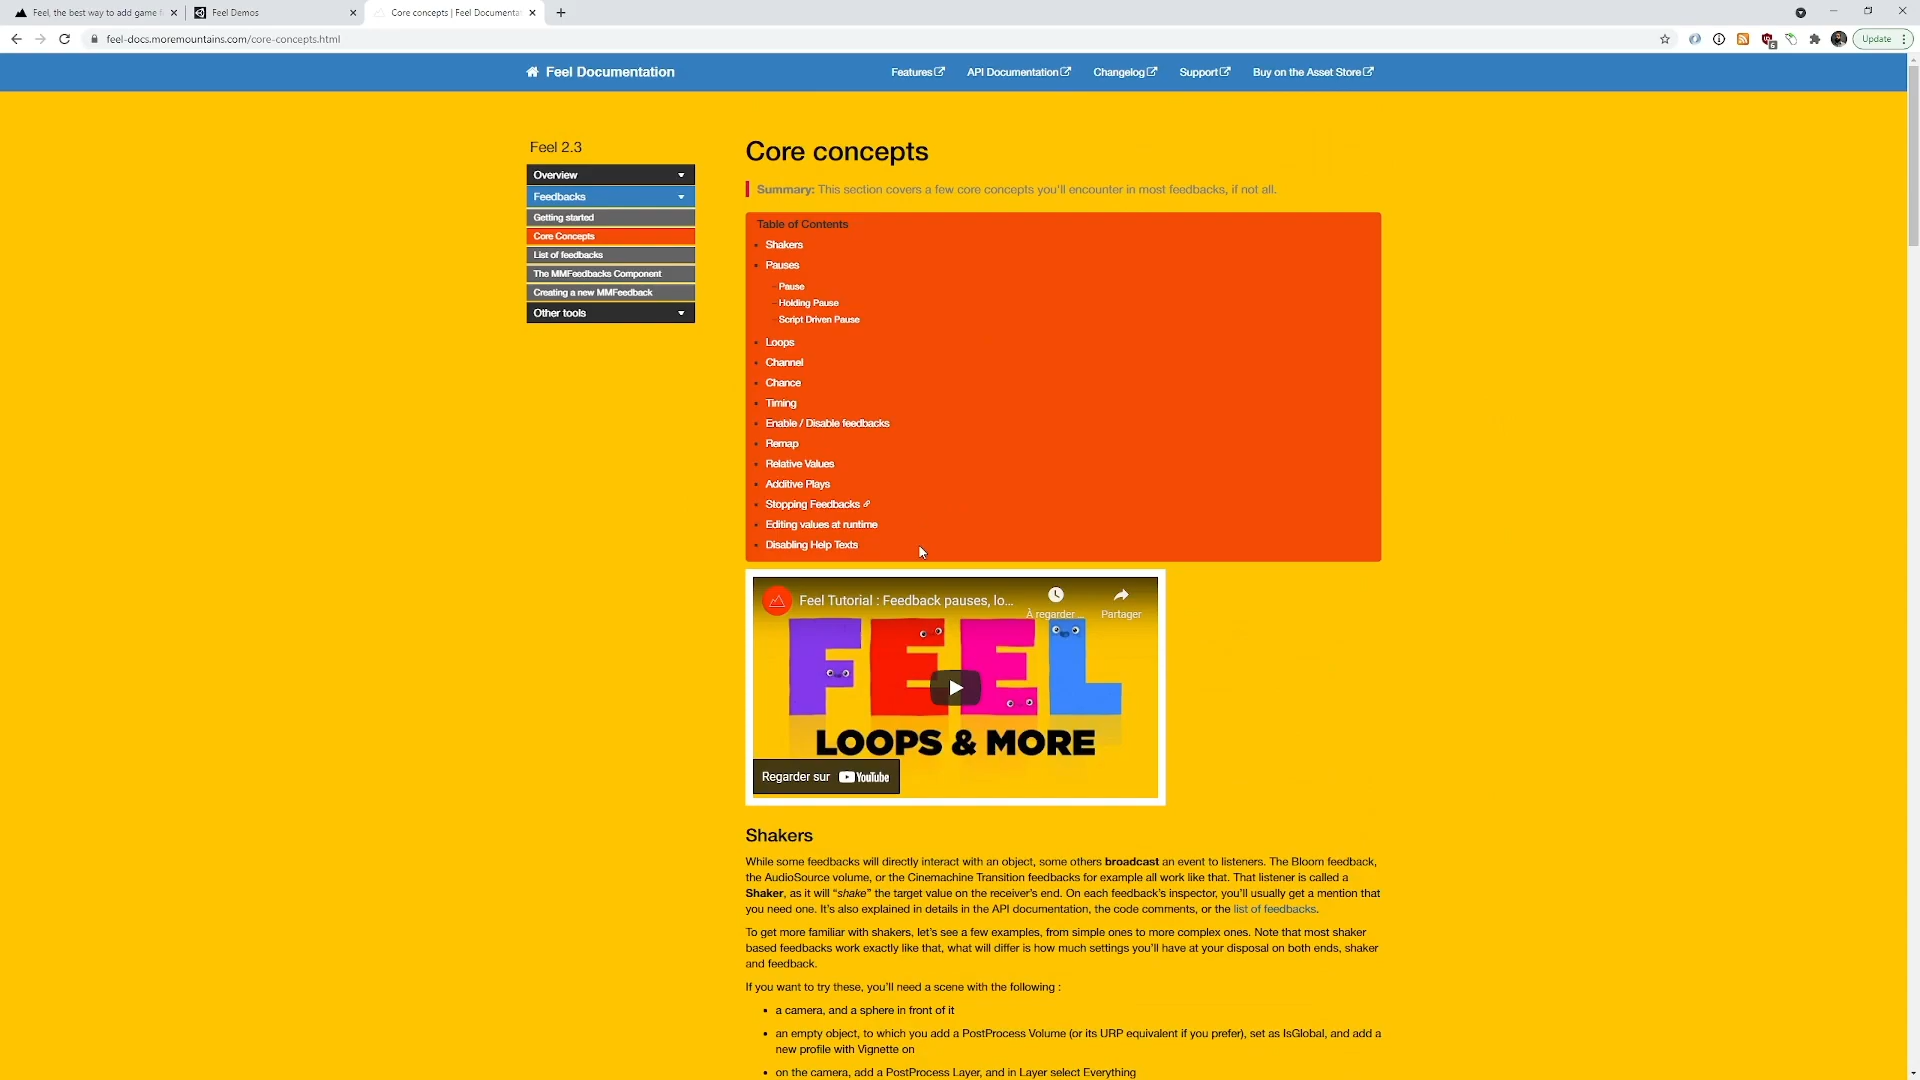 Feel, the best way to add game f
Feel Demos
Core concepts | Feel Documenta
feel-docs.moremountains.com/core-concepts.html
6
Update
Feel Documentation
Features
API Documentation
Changelog
Support
Buy on the Asset Store
Feel 2.3
Overview
Feedbacks
Getting started
Core Concepts
List of feedbacks
The MMFeedbacks Component
Creating a new MMFeedback
Other tools
Core concepts
Summary: This section covers a few core concepts you'll encounter in most feedbacks, if not all.
Table of Contents
Shakers
Pauses
Pause
Holding Pause
Script Driven Pause
Loops
Channel
Chance
Timing
Enable / Disable feedbacks
Remap
Relative Values
Additive Plays
Stopping Feedbacks
Editing values at runtime
Disabling Help Texts
Feel Tutorial : Feedback pauses, lo...
À regarder ...
Partager
FEEL
LOOPS & MORE
Regarder sur YouTube
Shakers
While some feedbacks will directly interact with an object, some others broadcast an event to listeners. The Bloom feedback,
the AudioSource volume, or the Cinemachine Transition feedbacks for example all work like that. That listener is called a
Shaker, as it will “shake” the target value on the receiver’s end. On each feedback’s inspector, you’ll usually get a mention that
you need one. It’s also explained in details in the API documentation, the code comments, or the list of feedbacks.
To get more familiar with shakers, let’s see a few examples, from simple ones to more complex ones. Note that most shaker
based feedbacks work exactly like that, what will differ is how much settings you’ll have at your disposal on both ends, shaker
and feedback.
If you want to try these, you’ll need a scene with the following :
• a camera, and a sphere in front of it
• an empty object, to which you add a PostProcess Volume (or its URP equivalent if you prefer), set as IsGlobal, and add a
new profile with Vignette on
• on the camera, add a PostProcess Layer, and in Layer select Everything